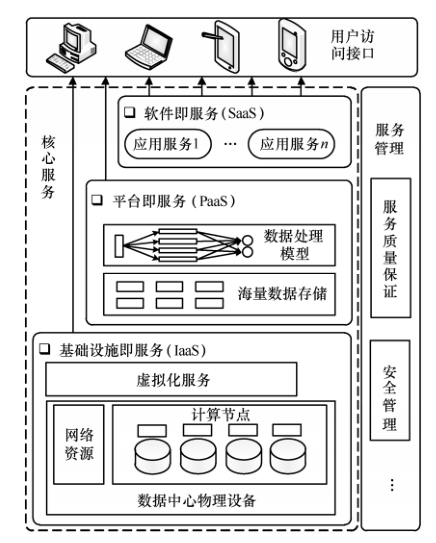 用户访
问接口
核心服务
❑ 软件即服务(SaaS)
应用服务1
…
应用服务n
❑ 平台即服务(PaaS)
数据处理
模型
海量数据存储
❑ 基础设施即服务(IaaS)
虚拟化服务
网络
资源
计算节点
数据中心物理设备
服务
管理
服务质量保证
安全管理
⋮